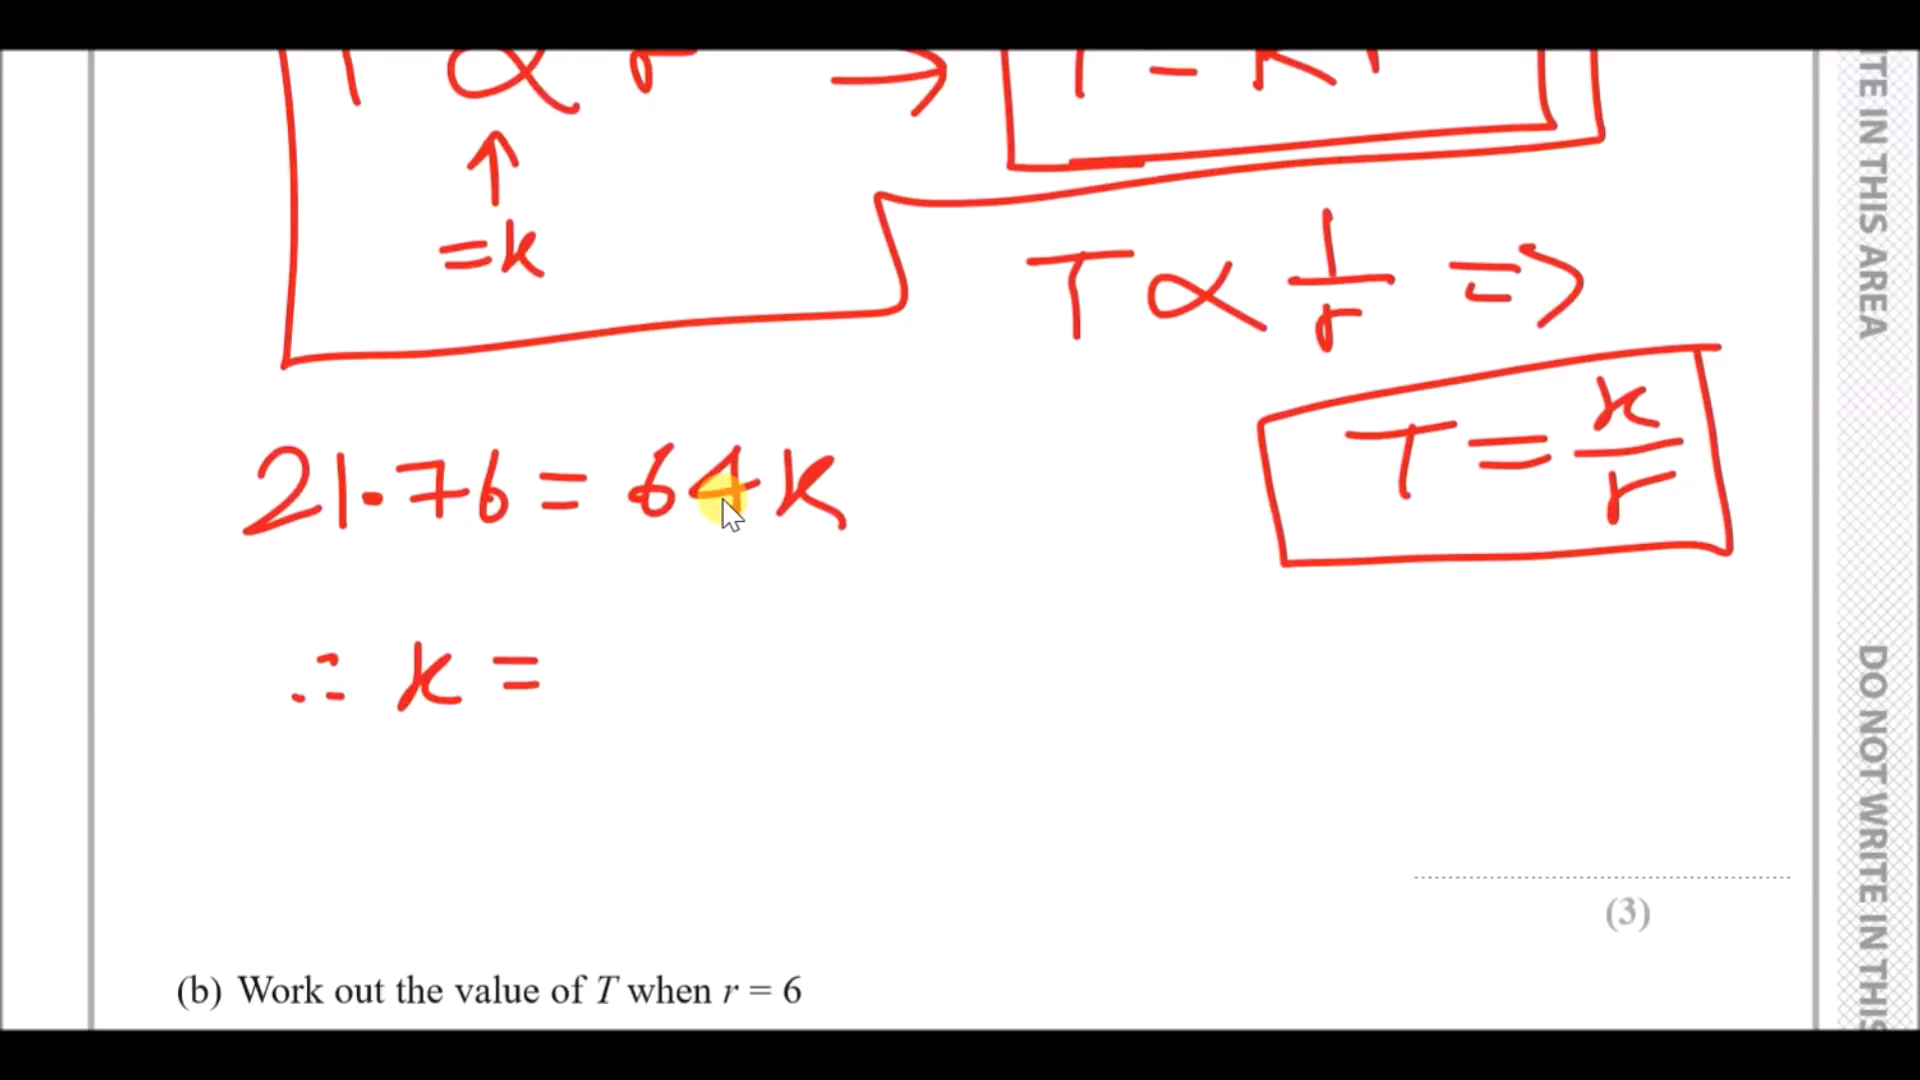 T ∝ r → T = Kr
= k
T ∝ 1/r ⇒
T = k/r
21.76 = 64k
∴ k =
(3)
(b) Work out the value of T when r = 6
ITE IN THIS AREA
DO NOT WRITE IN THIS